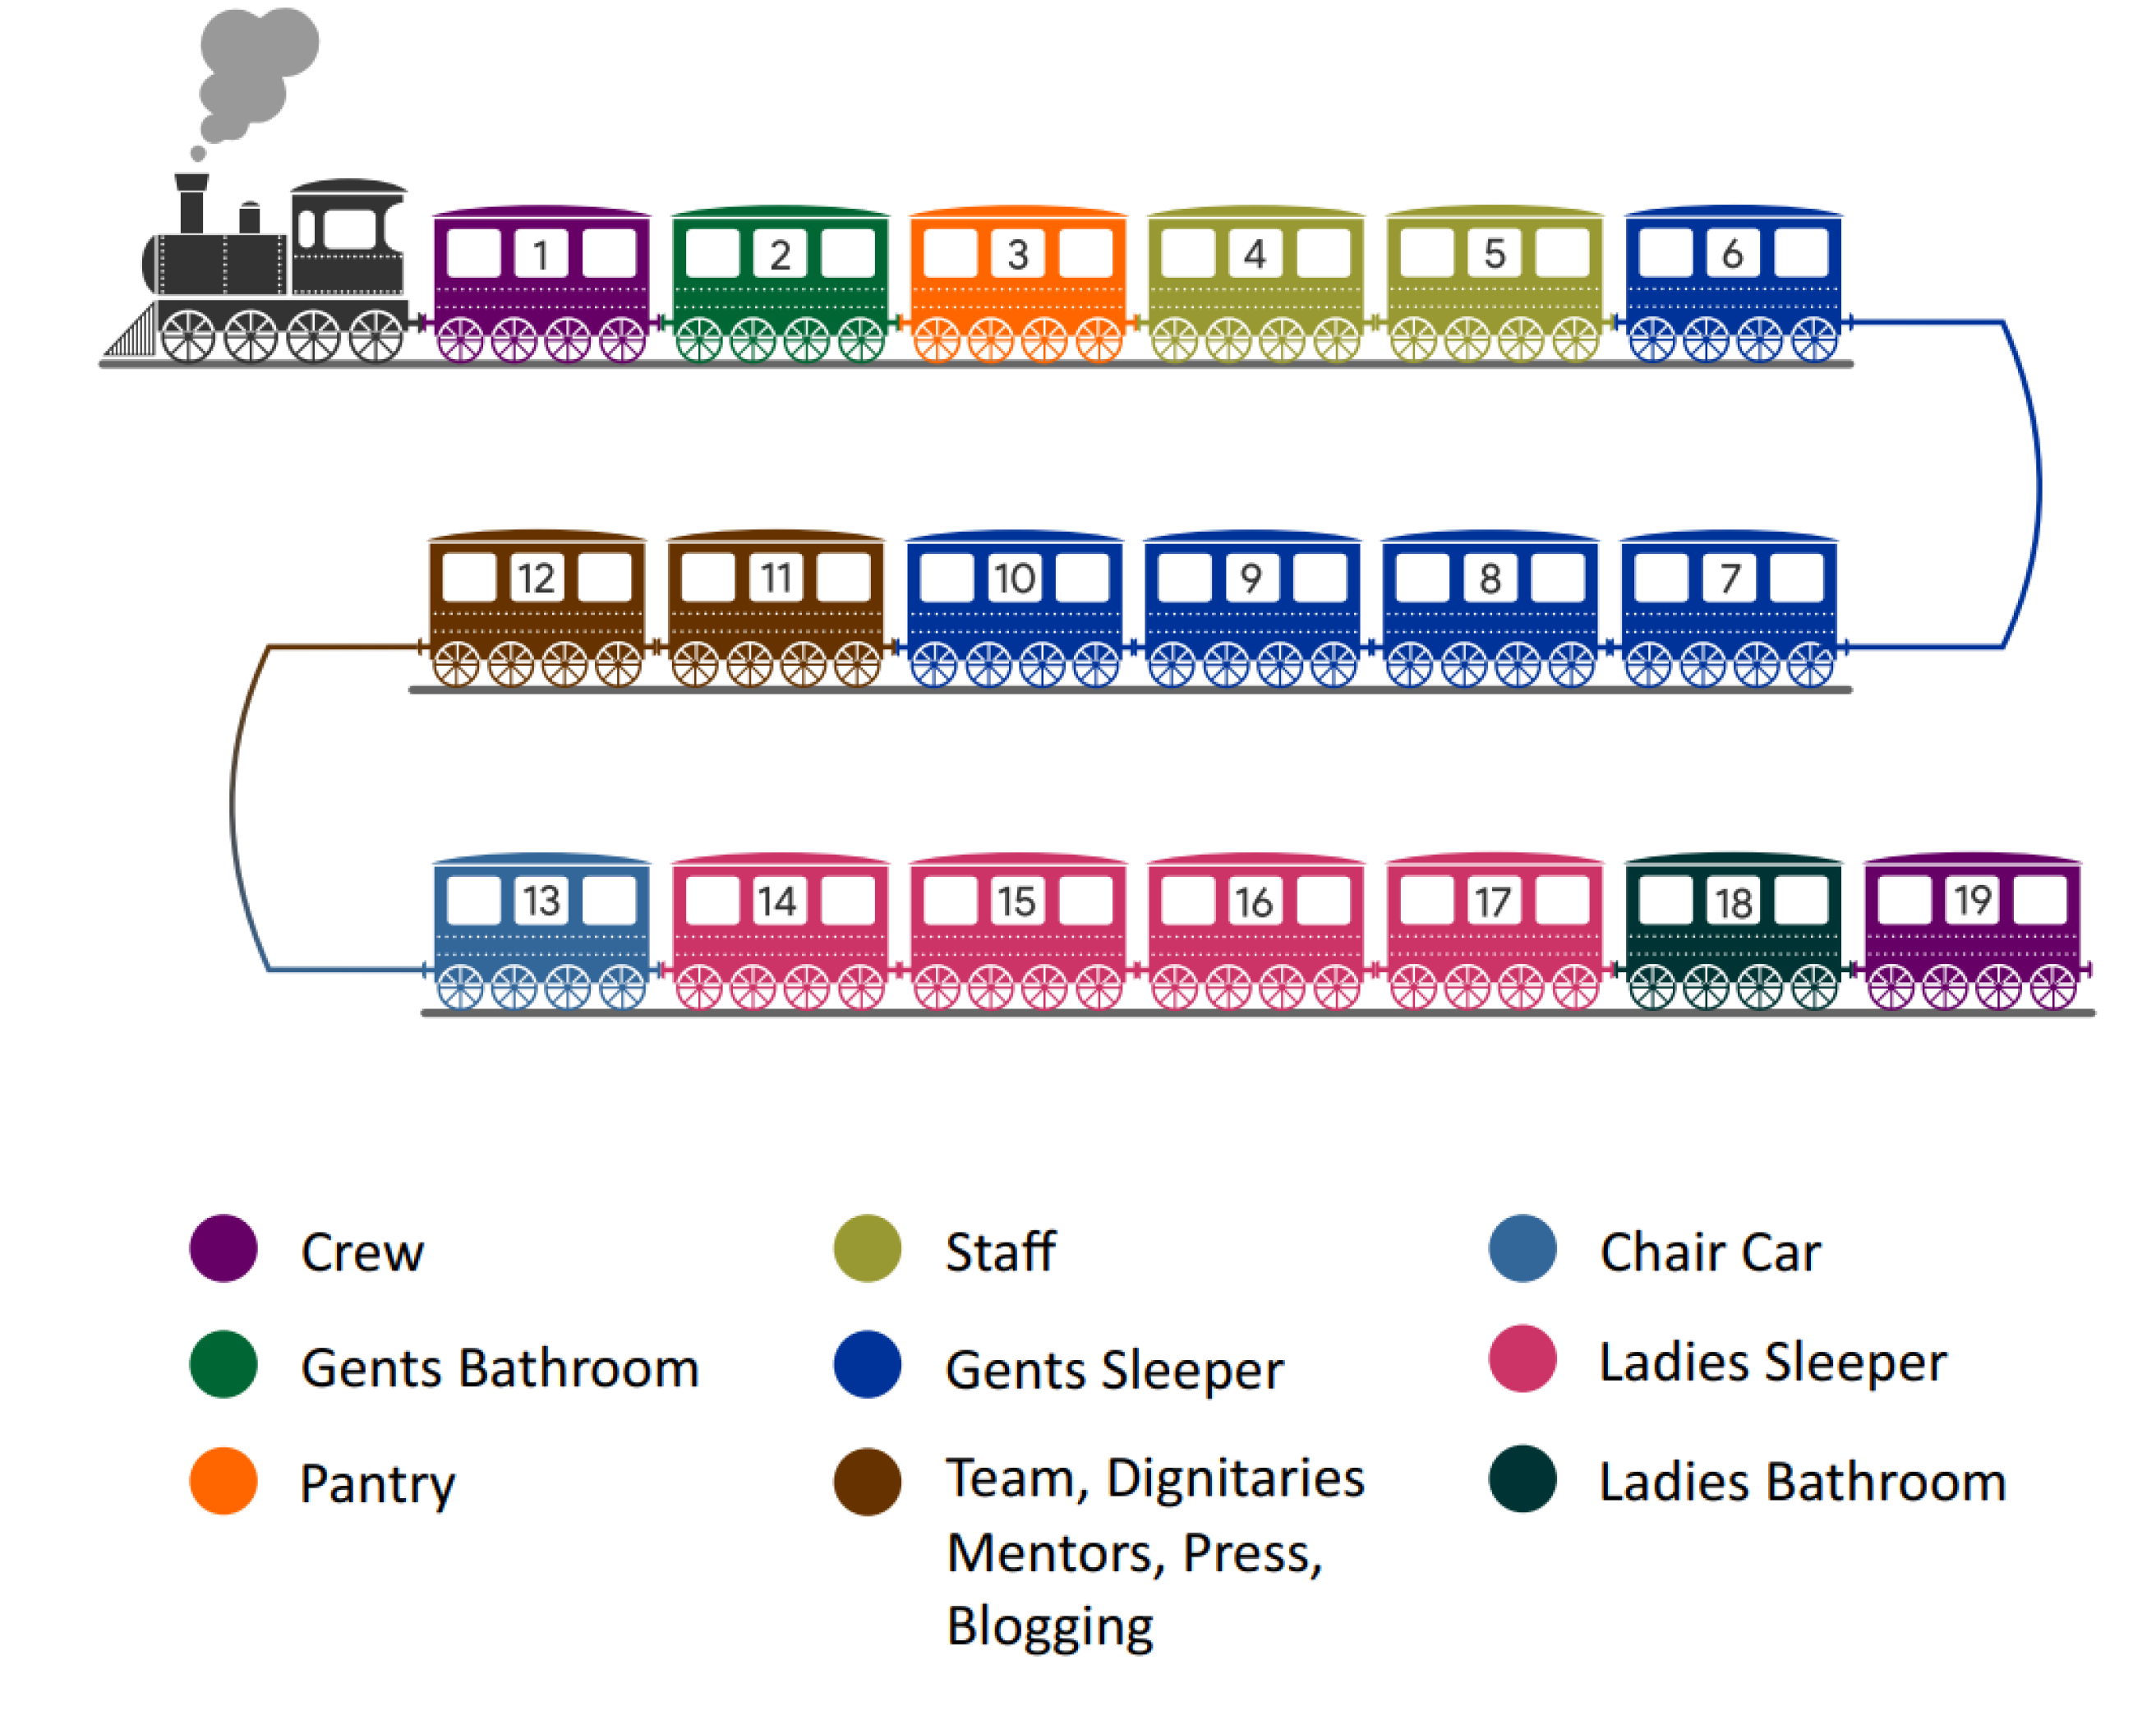 1 2 3 4 5 6
12 11 10 9 8 7
13 14 15 16 17 18 19
Crew
Gents Bathroom
Pantry
Staff
Gents Sleeper
Team, Dignitaries
Mentors, Press,
Blogging
Chair Car
Ladies Sleeper
Ladies Bathroom